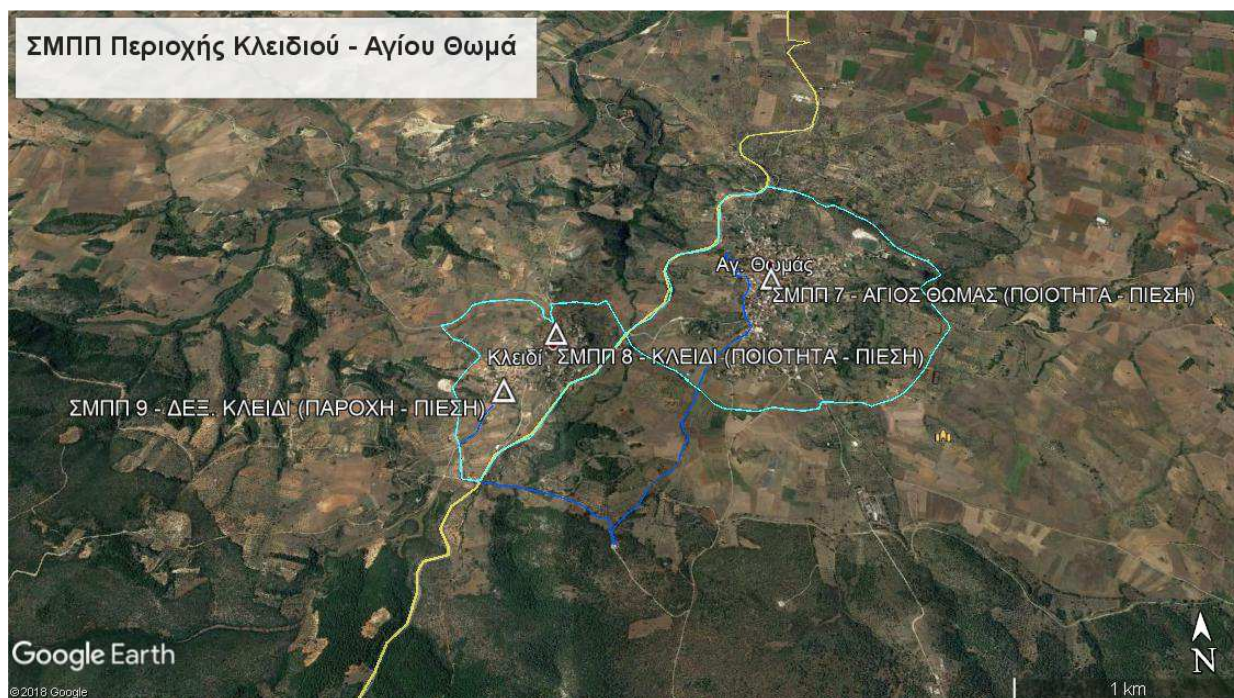 ΣΜΠΠ Περιοχής Κλειδιού - Αγίου Θωμά
Αγ. Θωμάς
ΣΜΠΠ 7 - ΑΓΙΟΣ ΘΩΜΑΣ (ΠΟΙΟΤΗΤΑ - ΠΙΕΣΗ)
Κλειδί
ΣΜΠΠ 8 - ΚΛΕΙΔΙ (ΠΟΙΟΤΗΤΑ - ΠΙΕΣΗ)
ΣΜΠΠ 9 - ΔΕΞ. ΚΛΕΙΔΙ (ΠΑΡΟΧΗ - ΠΙΕΣΗ)
Google Earth
©2018 Google
N
1 km